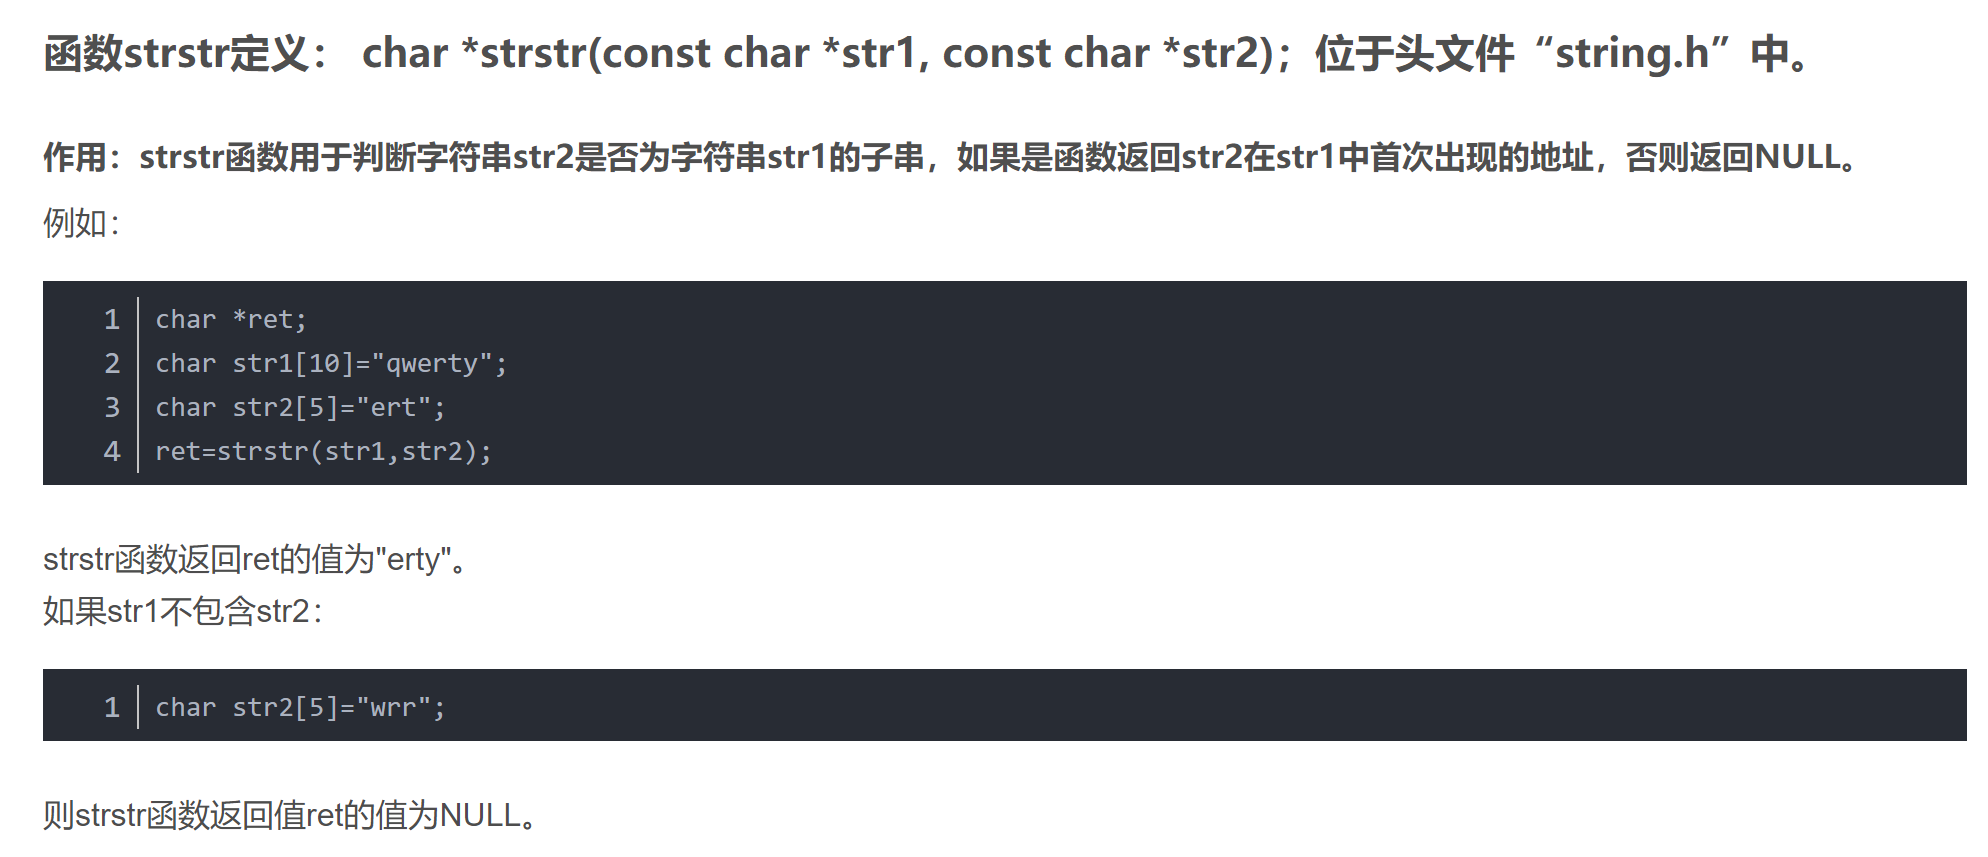 函数strstr定义： char *strstr(const char *str1, const char *str2)；位于头文件“string.h”中。
作用：strstr函数用于判断字符串str2是否为字符串str1的子串，如果是函数返回str2在str1中首次出现的地址，否则返回NULL。
例如：
1 char *ret;
2 char str1[10]="qwerty";
3 char str2[5]="ert";
4 ret=strstr(str1,str2);
strstr函数返回ret的值为"erty"。
如果str1不包含str2：
1 char str2[5]="wrr";
则strstr函数返回值ret的值为NULL。